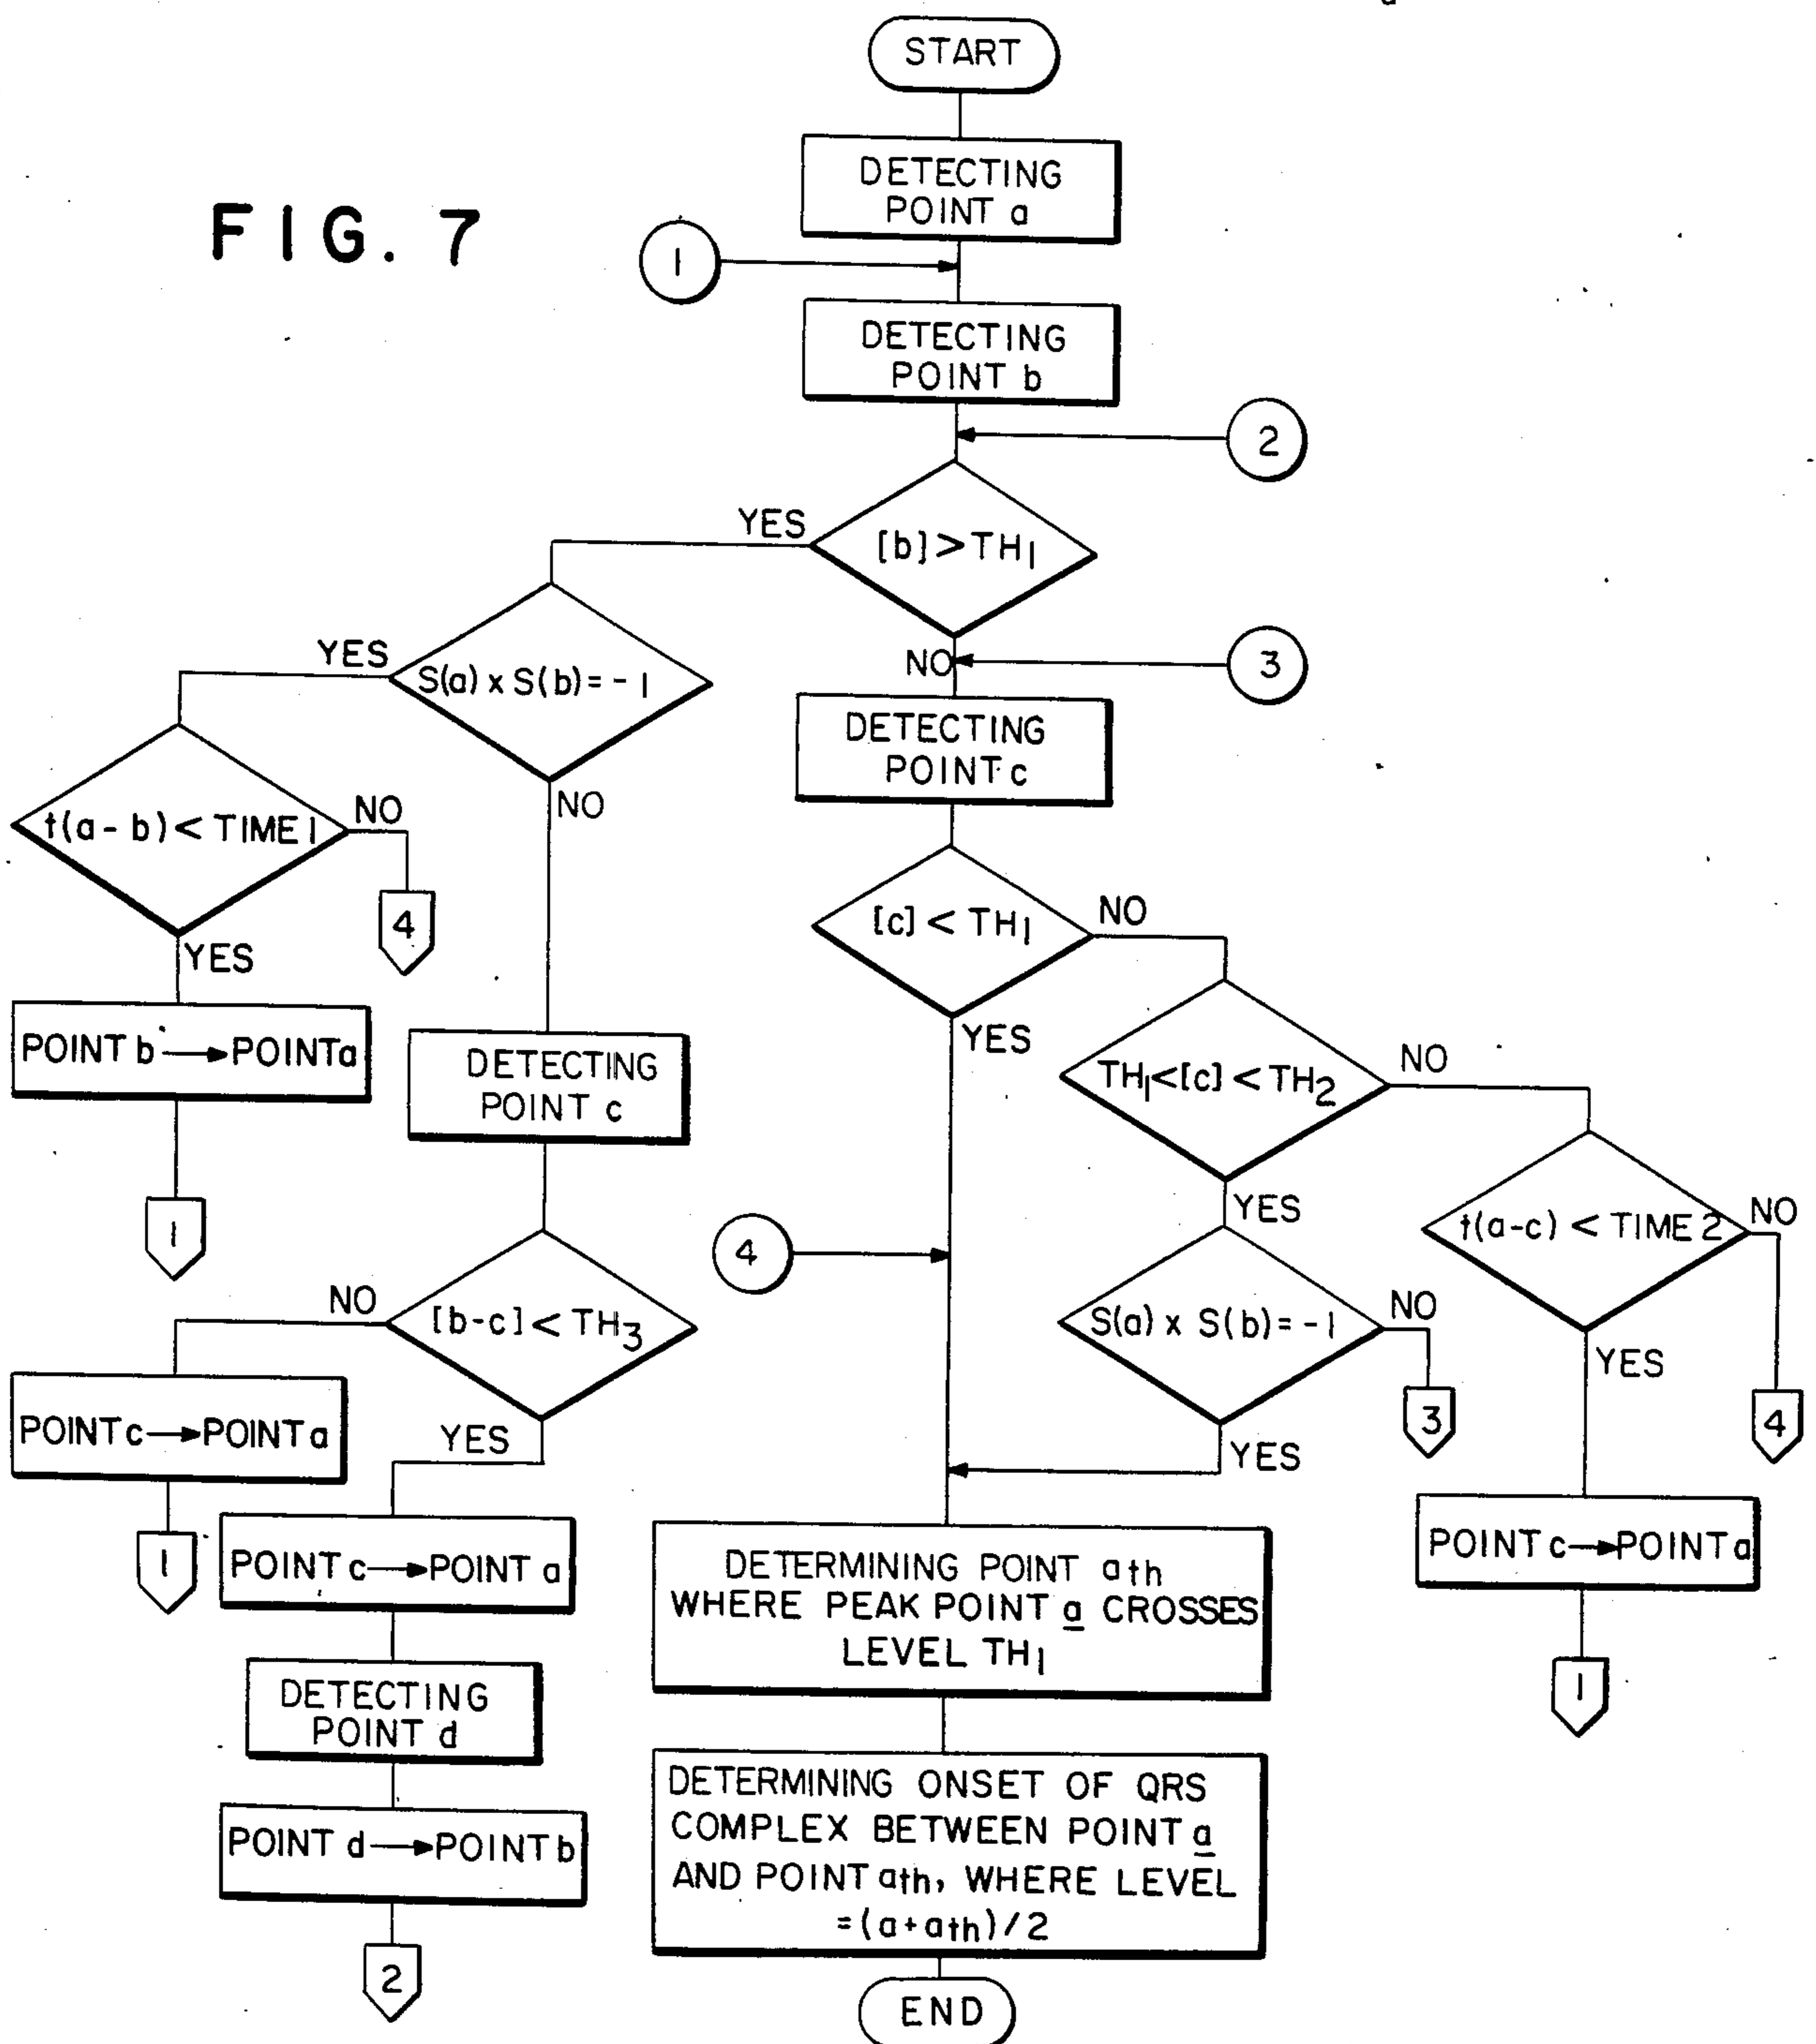 START
FIG. 7
DETECTING
POINT a
1
DETECTING
POINT b
2
[b] > TH1
YES
NO
3
S(a) x S(b) = -1
YES
NO
DETECTING
POINT c
t(a-b) < TIME 1
NO
4
YES
[c] < TH1
NO
YES
POINT b → POINT a
1
DETECTING
POINT c
TH1 < [c] < TH2
NO
YES
t(a-c) < TIME 2
NO
4
YES
4
[b-c] < TH3
NO
YES
S(a) x S(b) = -1
NO
3
YES
POINT c → POINT a
1
POINT c → POINT a
DETERMINING POINT ath
WHERE PEAK POINT a CROSSES
LEVEL TH1
POINT c → POINT a
1
DETECTING
POINT d
POINT d → POINT b
2
DETERMINING ONSET OF QRS
COMPLEX BETWEEN POINT a
AND POINT ath, WHERE LEVEL
=(a+ath)/2
END